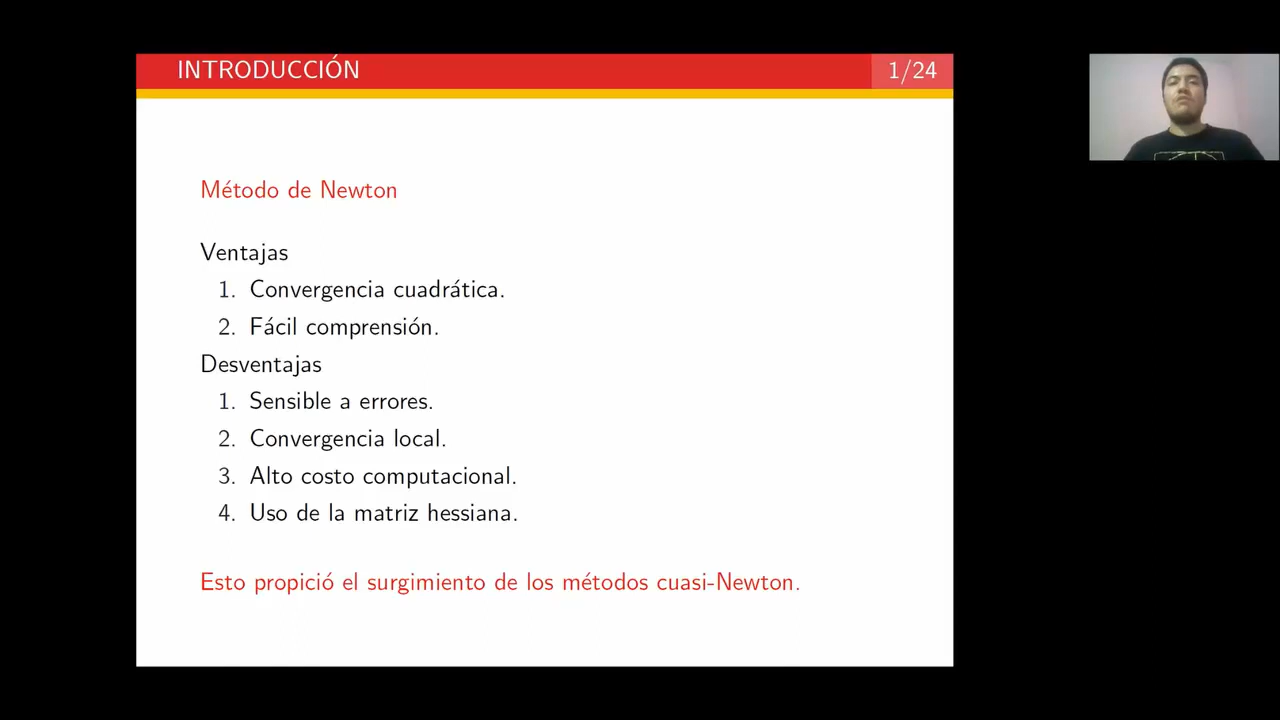 INTRODUCCIÓN
1/24
Método de Newton
Ventajas
1. Convergencia cuadrática.
2. Fácil comprensión.
Desventajas
1. Sensible a errores.
2. Convergencia local.
3. Alto costo computacional.
4. Uso de la matriz hessiana.
Esto propició el surgimiento de los métodos cuasi-Newton.